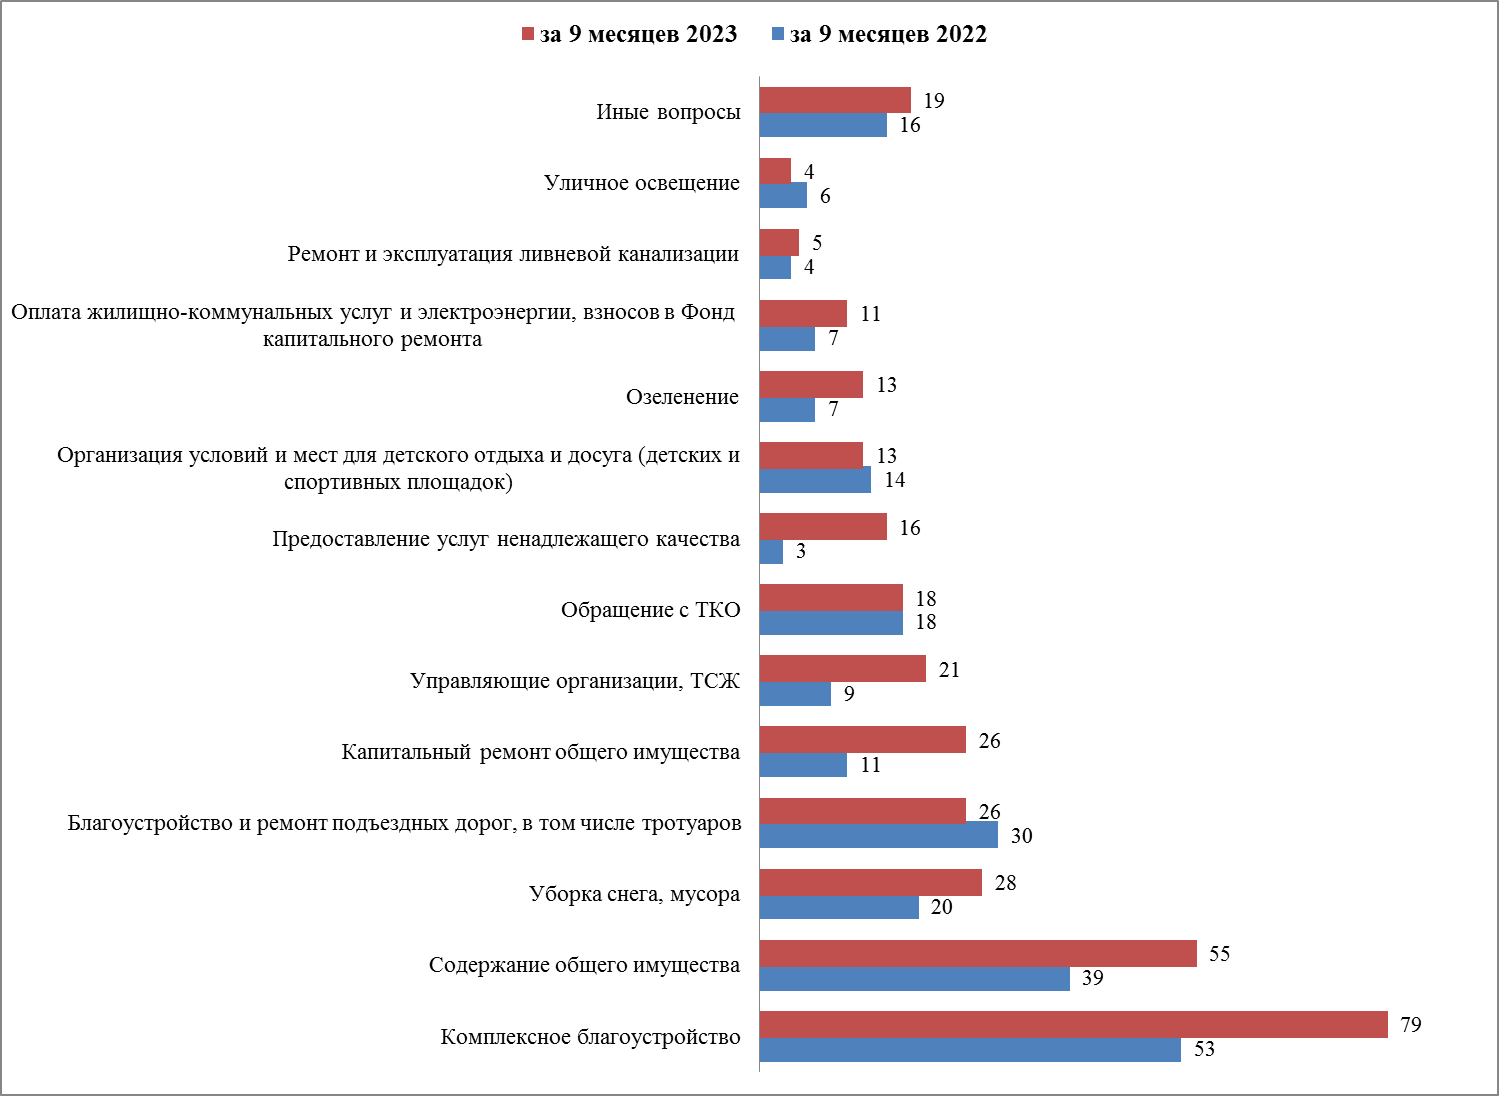 за 9 месяцев 2023 за 9 месяцев 2022
Иные вопросы 19
16
Уличное освещение 4
6
Ремонт и эксплуатация ливневой канализации 5
4
Оплата жилищно-коммунальных услуг и электроэнергии, взносов в Фонд 11
капитального ремонта 7
Озеленение 13
7
Организация условий и мест для детского отдыха и досуга (детских и 13
спортивных площадок) 14
Предоставление услуг ненадлежащего качества 16
3
Обращение с ТКО 18
18
Управляющие организации, ТСЖ 21
9
Капитальный ремонт общего имущества 26
11
Благоустройство и ремонт подъездных дорог, в том числе тротуаров 26
30
Уборка снега, мусора 28
20
Содержание общего имущества 55
39
Комплексное благоустройство 79
53